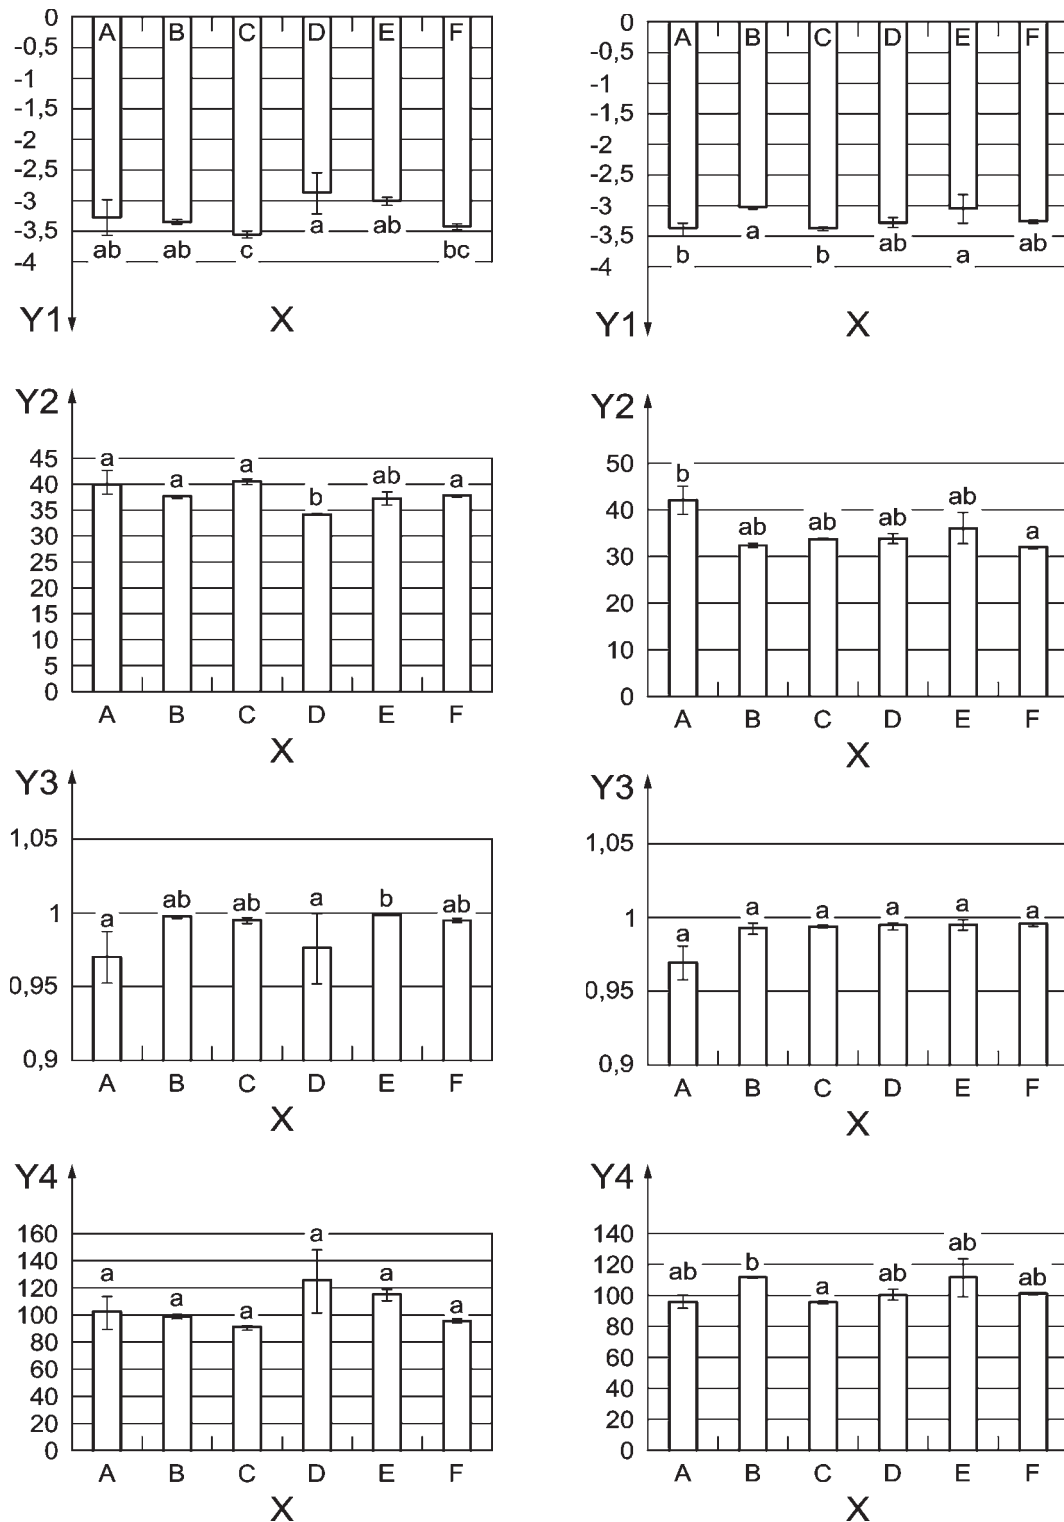 0
-0,5
-1
-1,5
-2
-2,5
-3
-3,5
-4
A B C D E F
ab ab c a ab bc
Y1 X
0
-0,5
-1
-1,5
-2
-2,5
-3
-3,5
-4
A B C D E F
b a b ab a ab
Y1 X
Y2
45
40
35
30
25
20
15
10
5
0
a a a b ab a
A B C D E F
X
Y2
50
40
30
20
10
0
b ab ab ab ab a
A B C D E F
X
Y3
1,05
1
0,95
0,9
a ab ab a b ab
A B C D E F
X
Y3
1,05
1
0,95
0,9
a a a a a a
A B C D E F
X
Y4
160
140
120
100
80
60
40
20
0
a a a a a a
A B C D E F
X
Y4
140
120
100
80
60
40
20
0
ab b a ab ab ab
A B C D E F
X